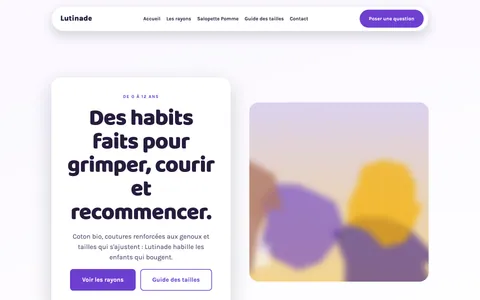 Lutinade
Accueil Les rayons Salopette Pomme Guide des tailles Contact
Poser une question
DE 0 À 12 ANS
Des habits
faits pour
grimper, courir
et
recommencer.
Coton bio, coutures renforcées aux genoux et
tailles qui s'ajustent : Lutinade habille les
enfants qui bougent.
Voir les rayons
Guide des tailles